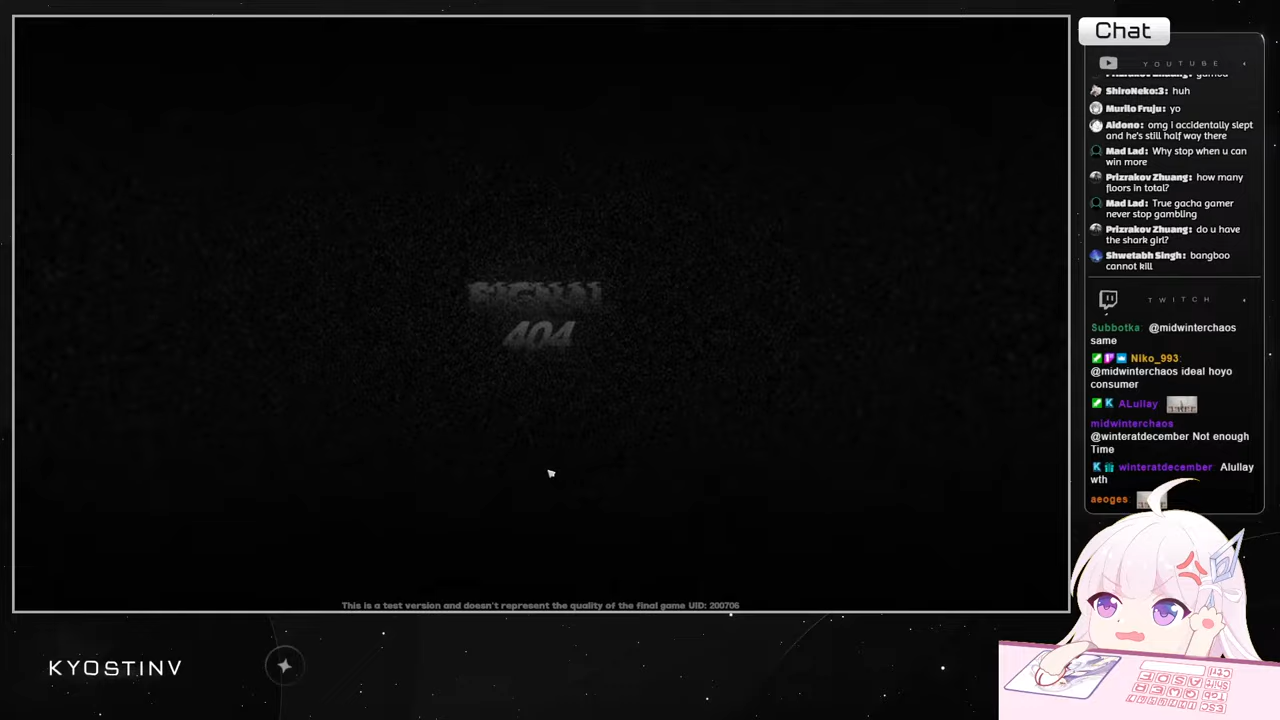 Chat
YOUTUBE
Prizrakov Zhuang: gamba
ShiroNeko:3: huh
Murilo Fruju: yo
Aidono: omg i accidentally slept
and he's still half way there
Mad Lad: Why stop when u can
win more
Prizrakov Zhuang: how many
floors in total?
Mad Lad: True gacha gamer
never stop gambling
Prizrakov Zhuang: do u have
the shark girl?
Shwetabh Singh: bangboo
cannot kill
TWITCH
Subbotka: @midwinterchaos
same
Niko_993:
@midwinterchaos ideal hoyo
consumer
ALullay
midwinterchaos
@winteratdecember Not enough
Time
winteratdecember: Alullay
wth
aeoges
SIGNAL
404
This is a test version and doesn't represent the quality of the final game UID: 200706
KYOSTINV